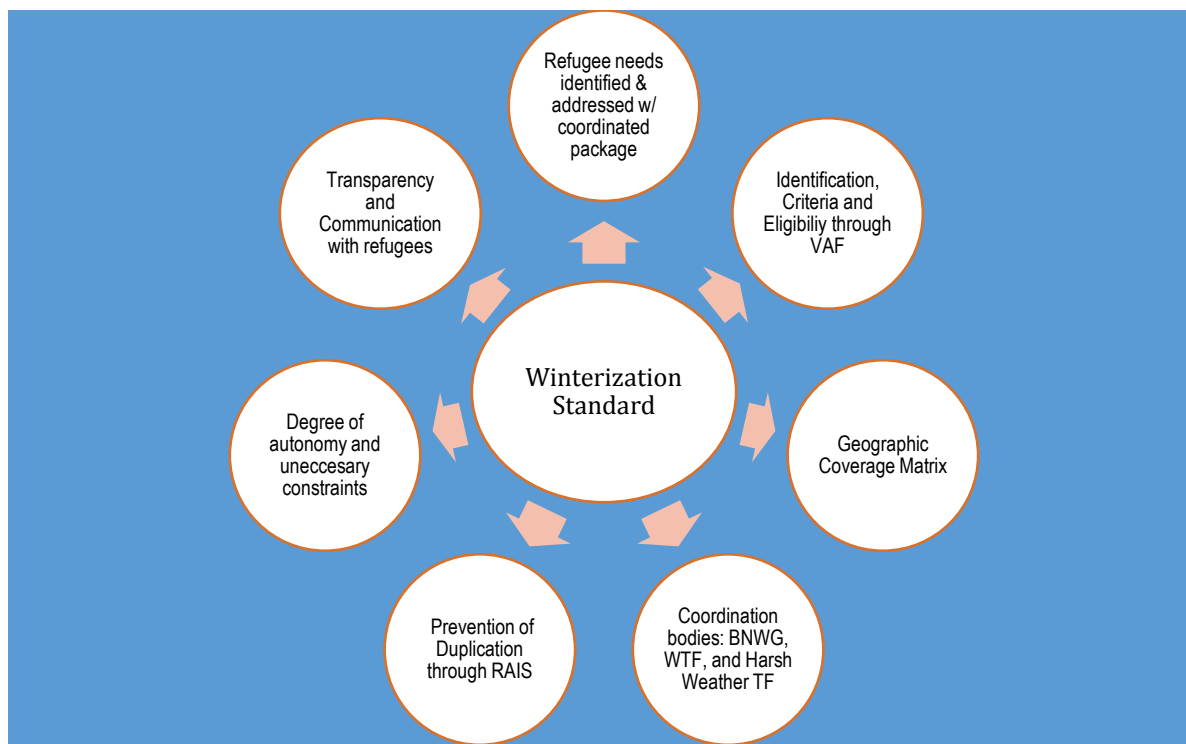 Refugee needs
identified &
addressed w/
coordinated
package
Identification,
Criteria and
Eligibiliy through
VAF
Geographic
Coverage Matrix
Coordination
bodies: BNWG,
WTF, and Harsh
Weather TF
Prevention of
Duplication
through RAIS
Degree of
autonomy and
uneccesary
constraints
Transparency
and
Communication
with refugees
Winterization
Standard